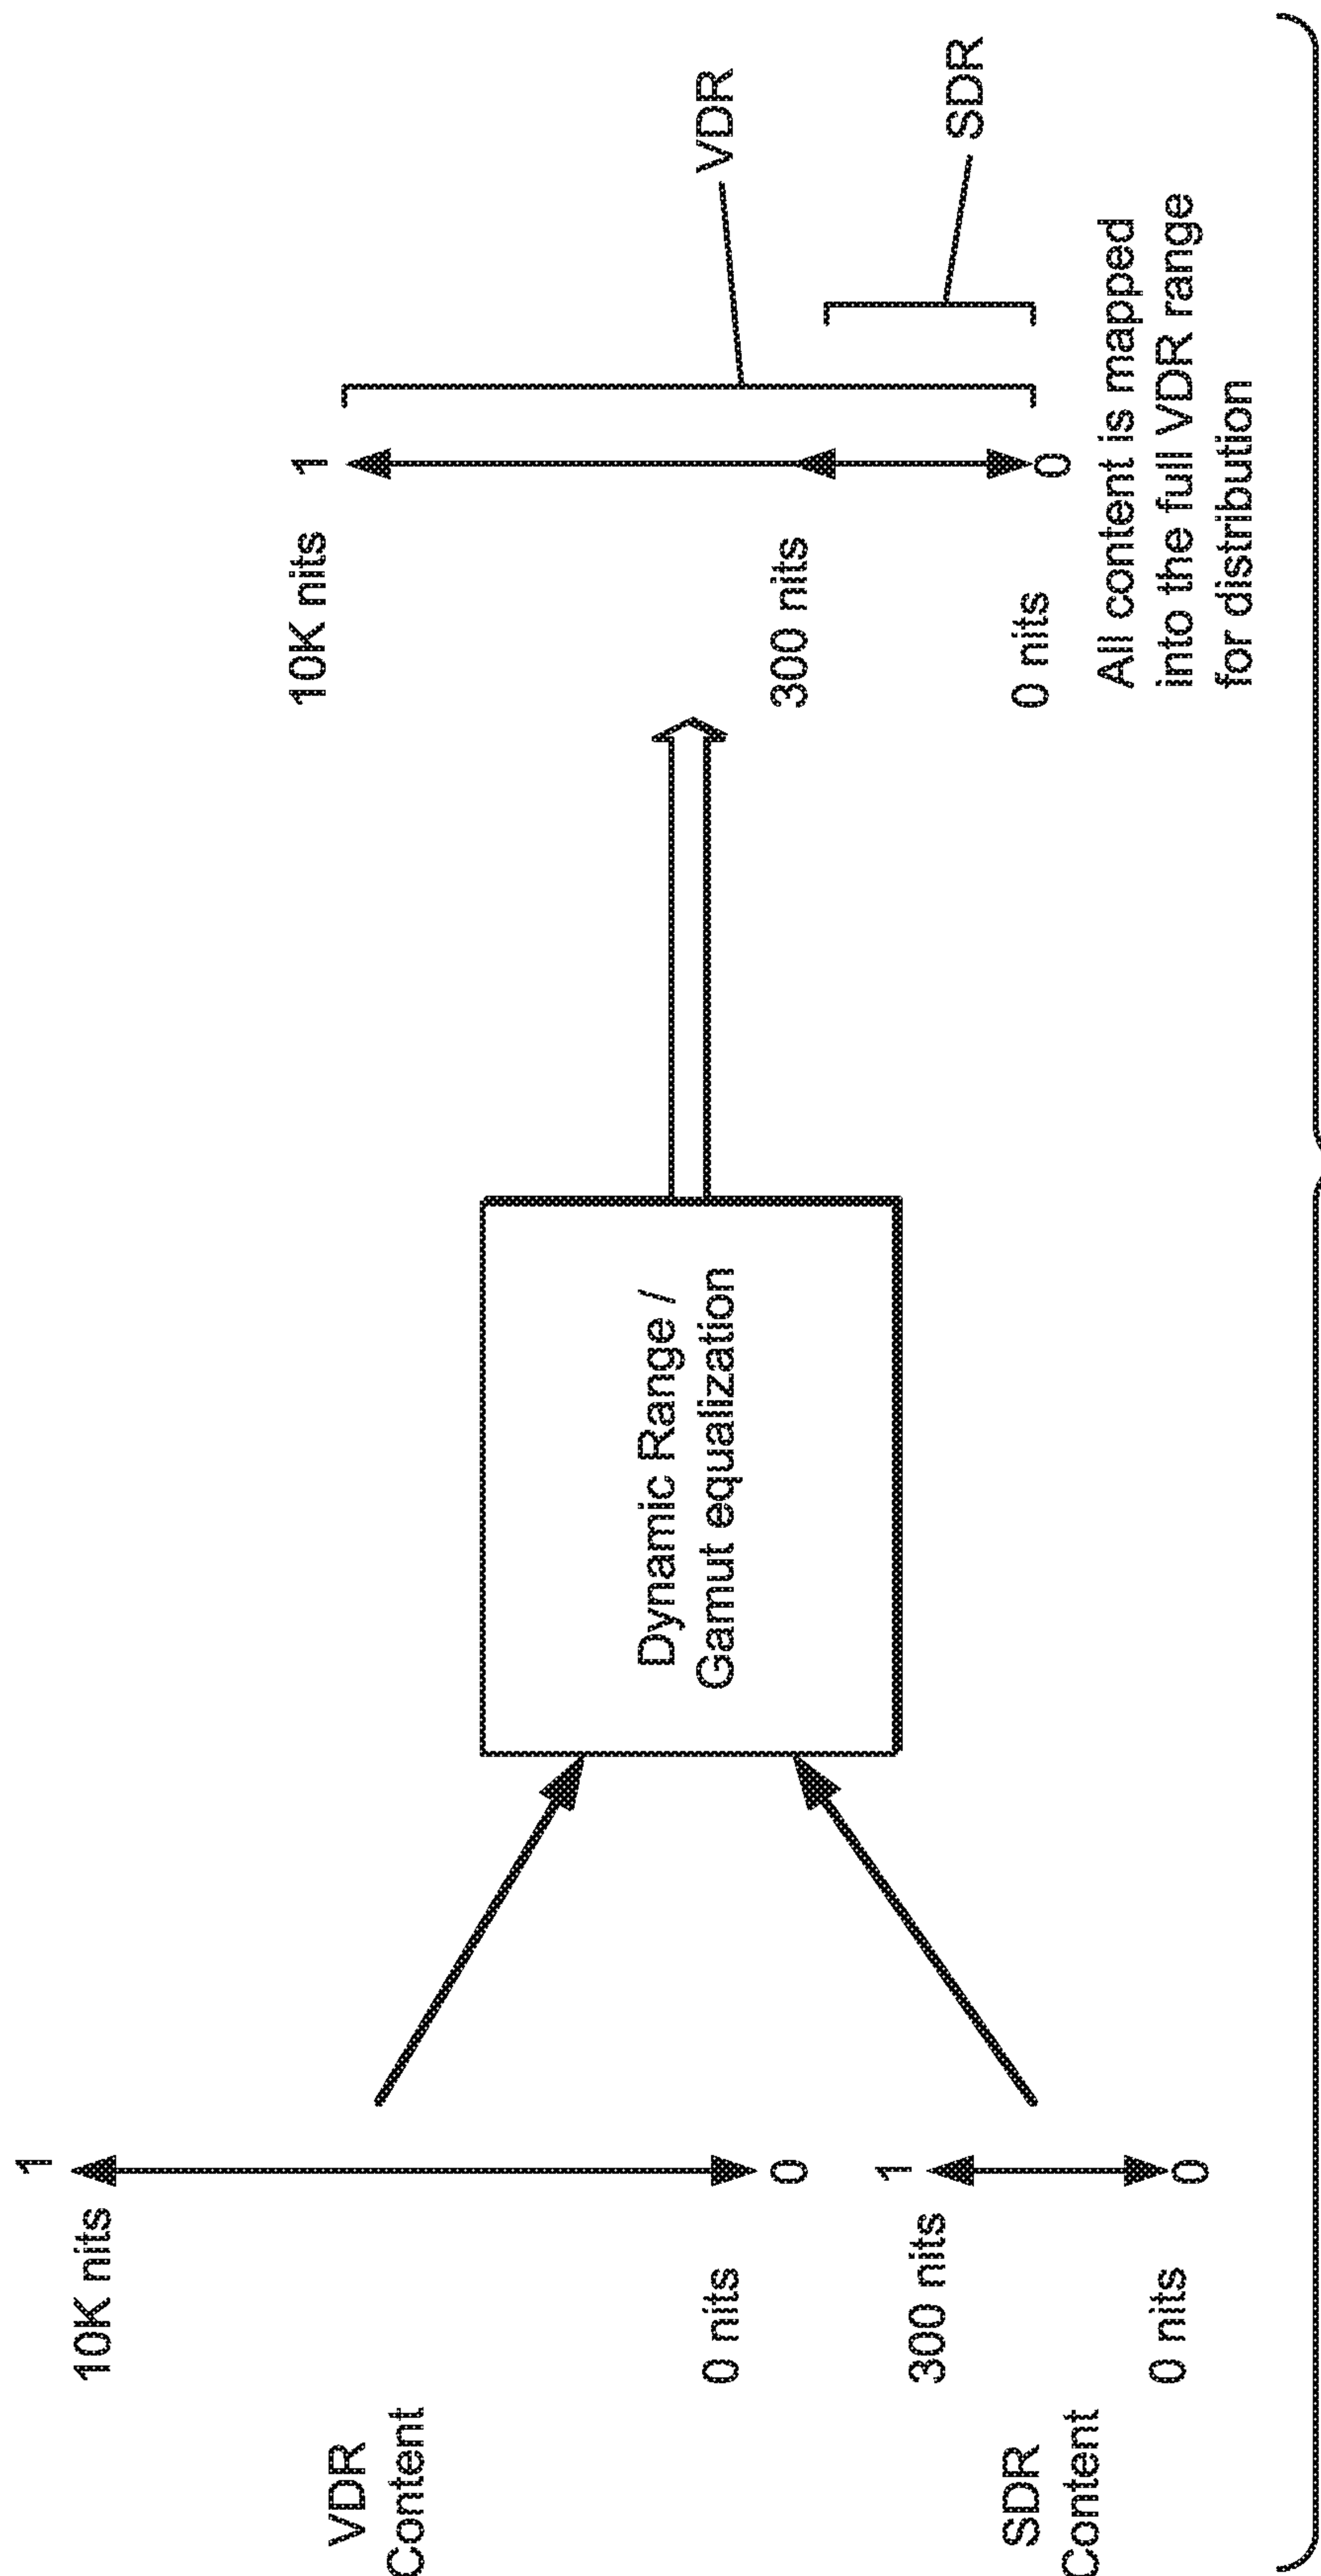 VDR
Content
10K nits
1
0 nits
0
SDR
Content
300 nits
1
0 nits
0
Dynamic Range /
Gamut equalization
10K nits
1
300 nits
0 nits
0
VDR
SDR
All content is mapped
into the full VDR range
for distribution